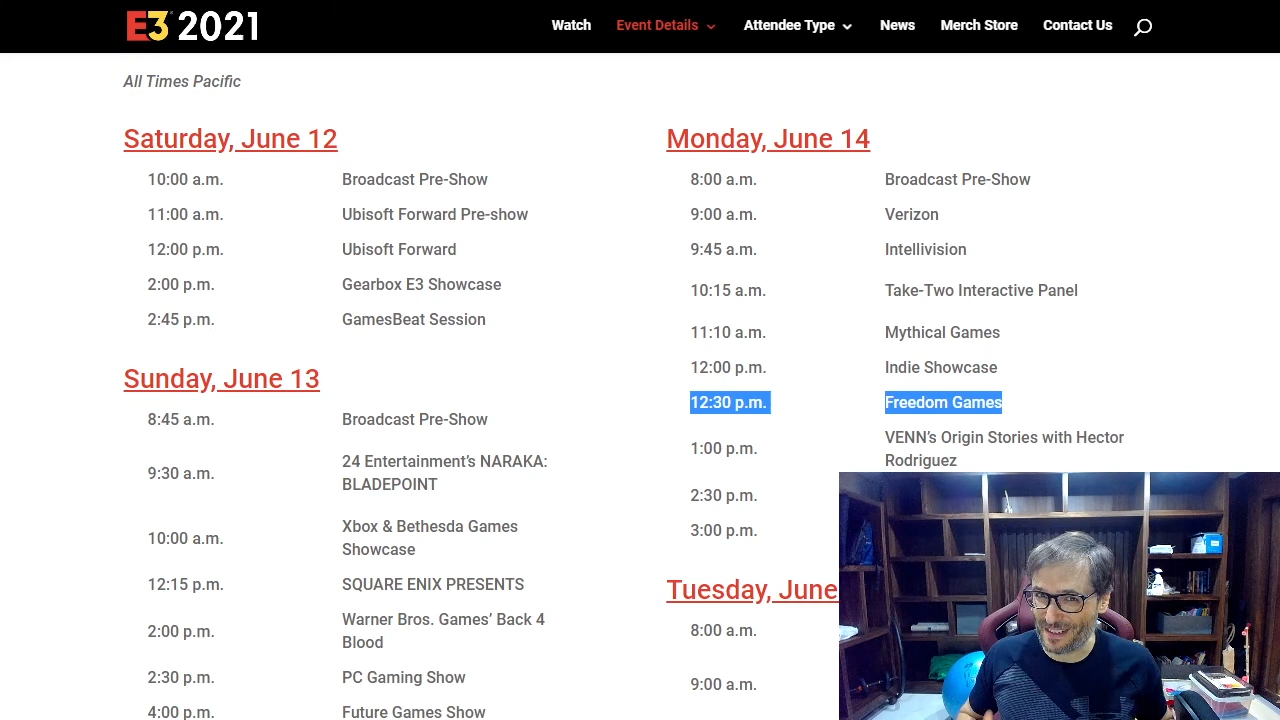 E3 2021
Watch Event Details Attendee Type News Merch Store Contact Us
All Times Pacific
Saturday, June 12
10:00 a.m. Broadcast Pre-Show
11:00 a.m. Ubisoft Forward Pre-show
12:00 p.m. Ubisoft Forward
2:00 p.m. Gearbox E3 Showcase
2:45 p.m. GamesBeat Session
Sunday, June 13
8:45 a.m. Broadcast Pre-Show
9:30 a.m. 24 Entertainment’s NARAKA:
BLADEPOINT
10:00 a.m. Xbox & Bethesda Games
Showcase
12:15 p.m. SQUARE ENIX PRESENTS
2:00 p.m. Warner Bros. Games’ Back 4
Blood
2:30 p.m. PC Gaming Show
4:00 p.m. Future Games Show
Monday, June 14
8:00 a.m. Broadcast Pre-Show
9:00 a.m. Verizon
9:45 a.m. Intellivision
10:15 a.m. Take-Two Interactive Panel
11:10 a.m. Mythical Games
12:00 p.m. Indie Showcase
12:30 p.m. Freedom Games
1:00 p.m. VENN’s Origin Stories with Hector
Rodriguez
2:30 p.m.
3:00 p.m.
Tuesday, June
8:00 a.m.
9:00 a.m.